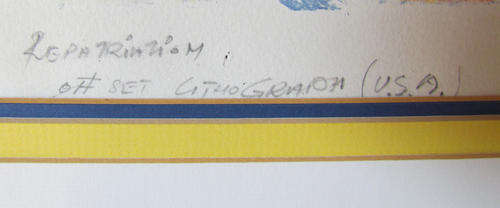 REPATRIATION
OFF SET LITHOGRAPH (U.S.A.)